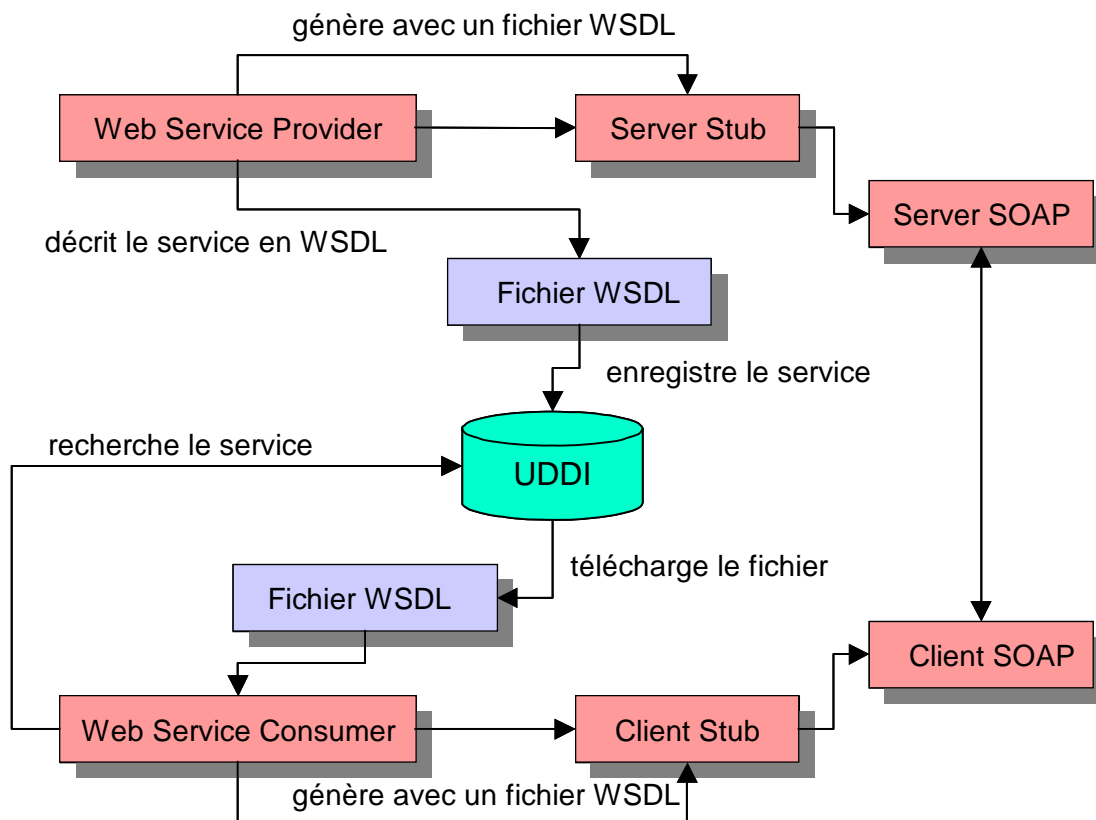 génère avec un fichier WSDL
Web Service Provider
Server Stub
Server SOAP
décrit le service en WSDL
Fichier WSDL
enregistre le service
recherche le service
UDDI
télécharge le fichier
Fichier WSDL
Client SOAP
Web Service Consumer
Client Stub
génère avec un fichier WSDL